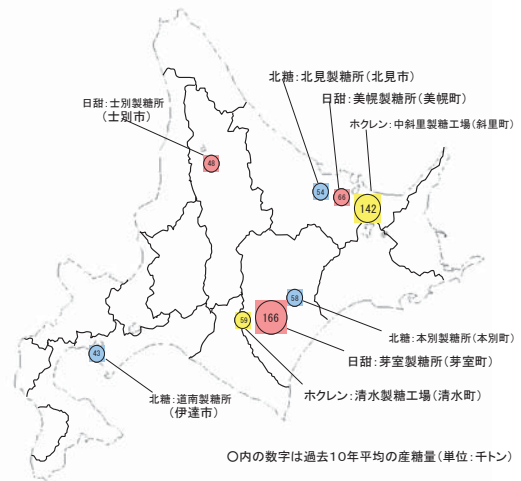 北糖：北見製糖所（北見市）
日甜：美幌製糖所（美幌町）
日甜：士別製糖所
（士別市）
ホクレン：中斜里製糖工場（斜里町）
48
54
66
142
58
59
166
北糖：本別製糖所（本別町）
43
日甜：芽室製糖所（芽室町）
北糖：道南製糖所
（伊達市）
ホクレン：清水製糖工場（清水町）
○内の数字は過去10年平均の産糖量（単位：千トン）